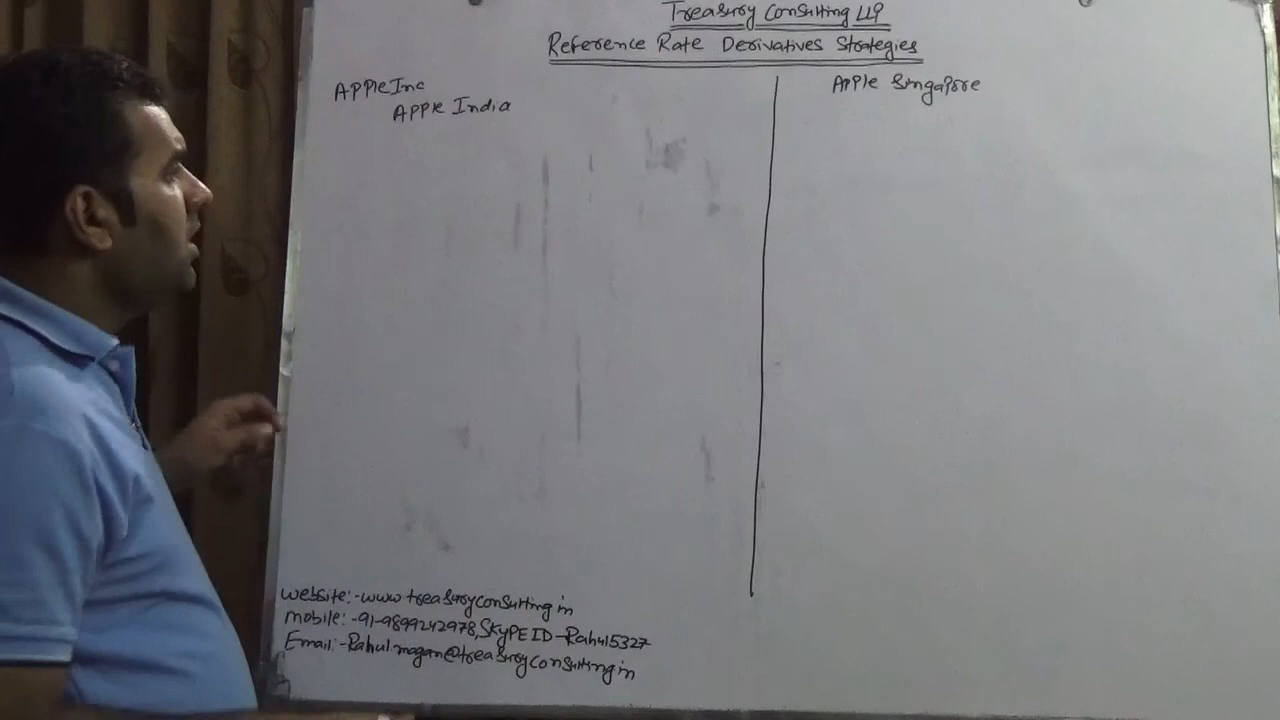 Treasury Consulting LLP
Reference Rate Derivatives Strategies
Apple Inc
Apple India
Apple Singapore
Website:-www treasuryconsulting in
Mobile:-91-9899242978, SKYPE ID-Rahul5327
Email:-Rahul.magan@treasuryconsulting.in